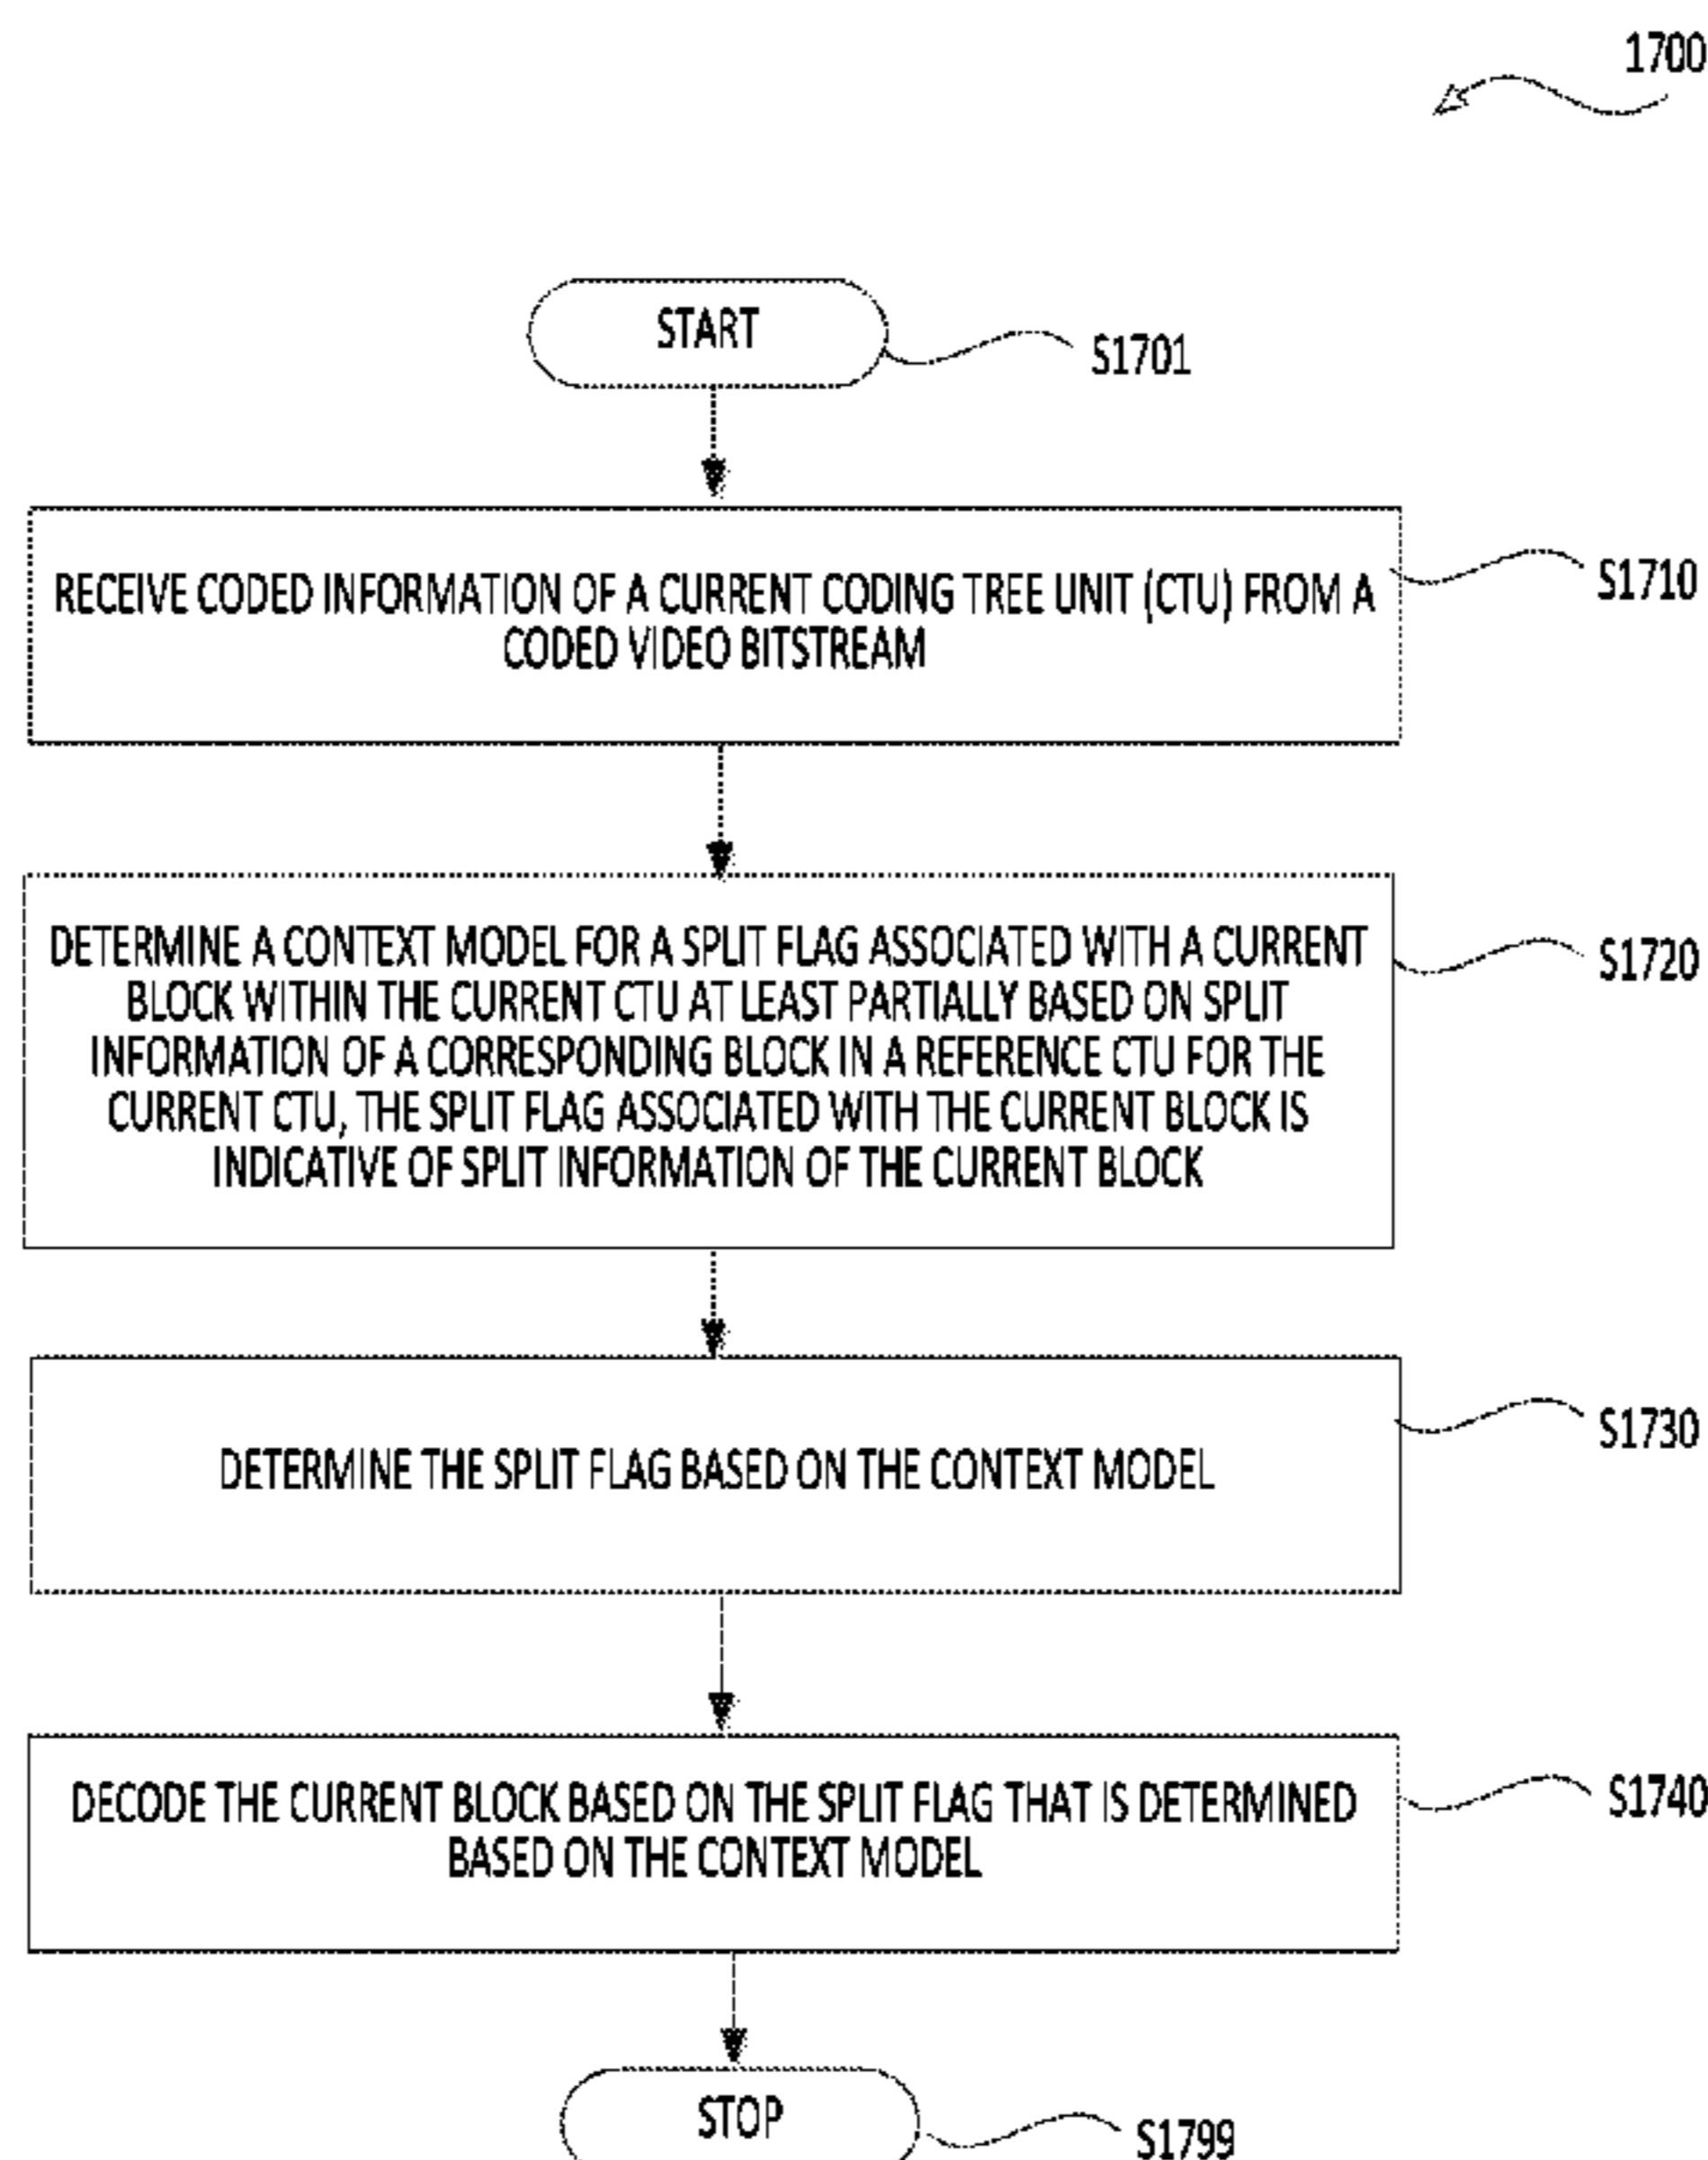 1700
START
S1701
RECEIVE CODED INFORMATION OF A CURRENT CODING TREE UNIT (CTU) FROM A
CODED VIDEO BITSTREAM
S1710
DETERMINE A CONTEXT MODEL FOR A SPLIT FLAG ASSOCIATED WITH A CURRENT
BLOCK WITHIN THE CURRENT CTU AT LEAST PARTIALLY BASED ON SPLIT
INFORMATION OF A CORRESPONDING BLOCK IN A REFERENCE CTU FOR THE
CURRENT CTU, THE SPLIT FLAG ASSOCIATED WITH THE CURRENT BLOCK IS
INDICATIVE OF SPLIT INFORMATION OF THE CURRENT BLOCK
S1720
DETERMINE THE SPLIT FLAG BASED ON THE CONTEXT MODEL
S1730
DECODE THE CURRENT BLOCK BASED ON THE SPLIT FLAG THAT IS DETERMINED
BASED ON THE CONTEXT MODEL
S1740
STOP
S1799